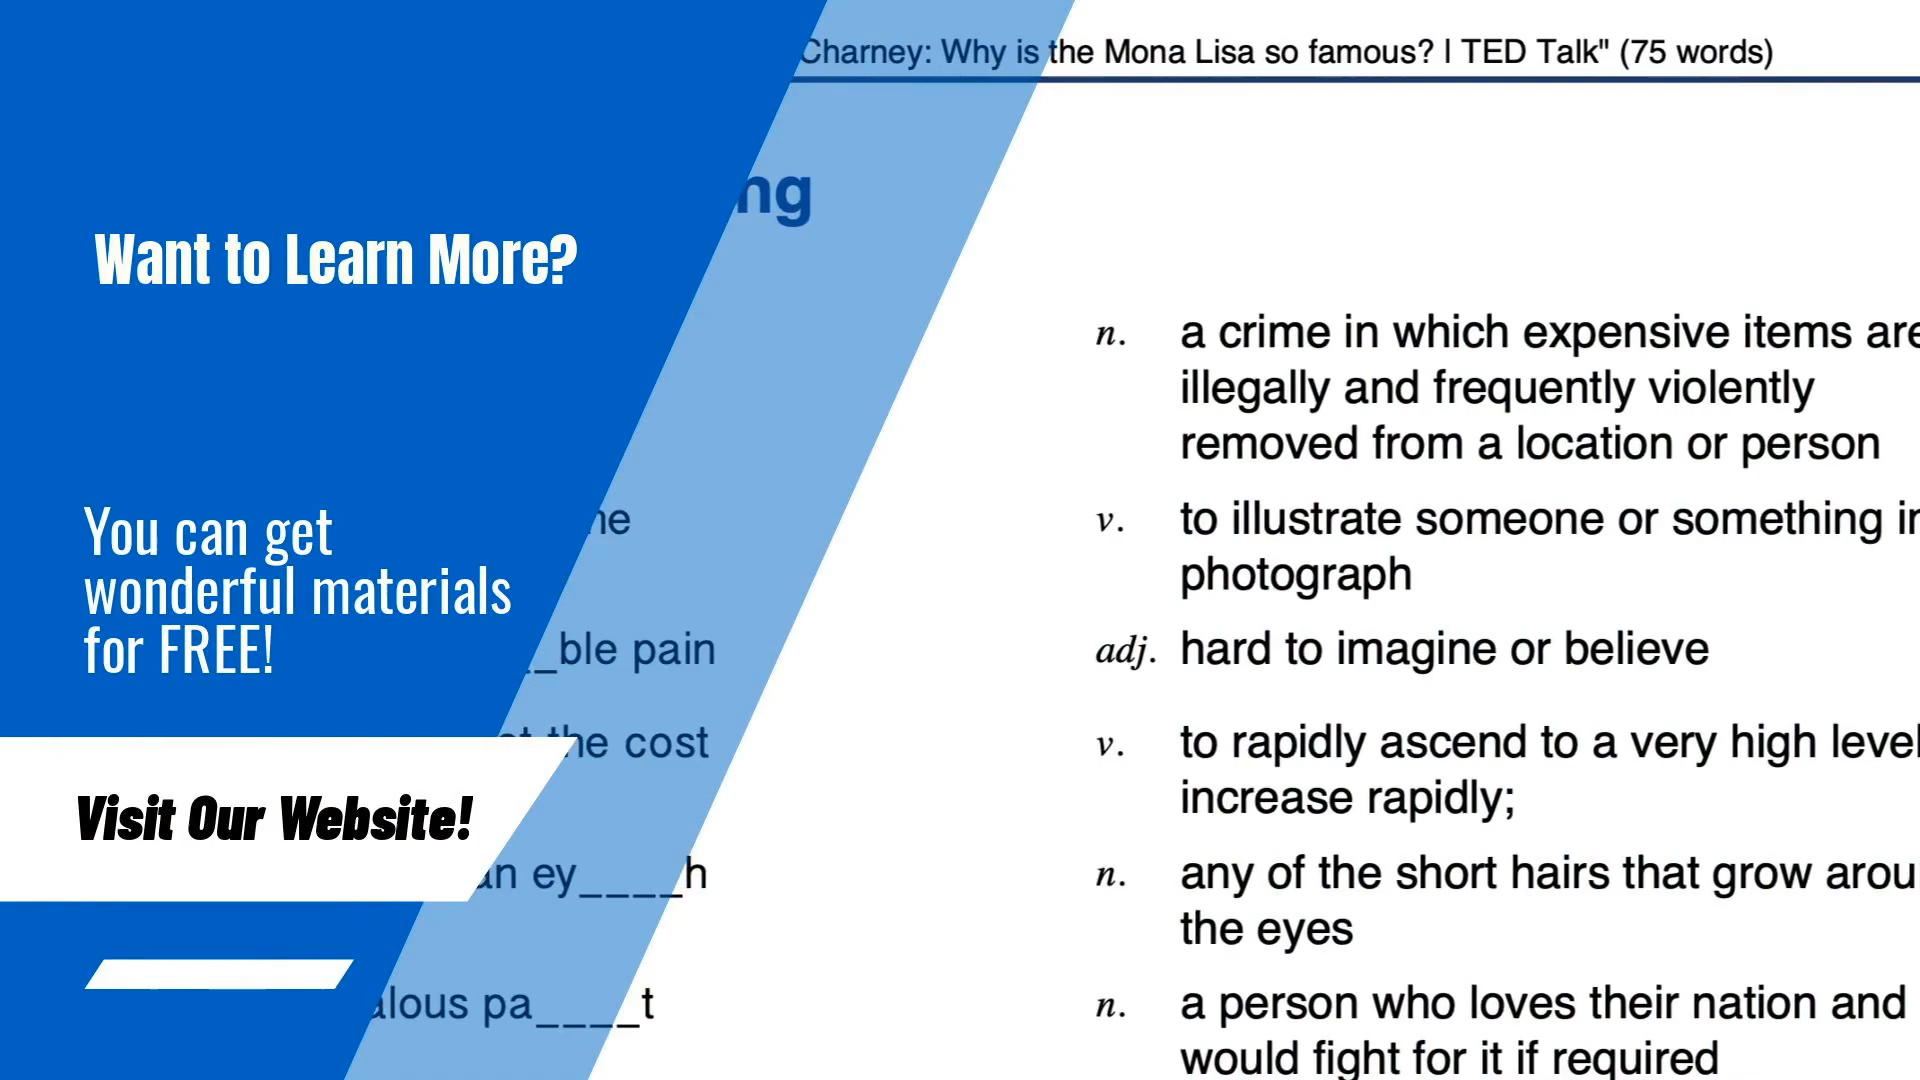 Charney: Why is the Mona Lisa so famous? | TED Talk" (75 words)
ng
Want to Learn More?
You can get
wonderful materials
for FREE!
Visit Our Website!
n. a crime in which expensive items are
illegally and frequently violently
removed from a location or person
v. to illustrate someone or something in
photograph
ble pain
adj. hard to imagine or believe
the cost
v. to rapidly ascend to a very high level
increase rapidly;
an ey____h
n. any of the short hairs that grow arou
the eyes
alous pa____t
n. a person who loves their nation and
would fight for it if required